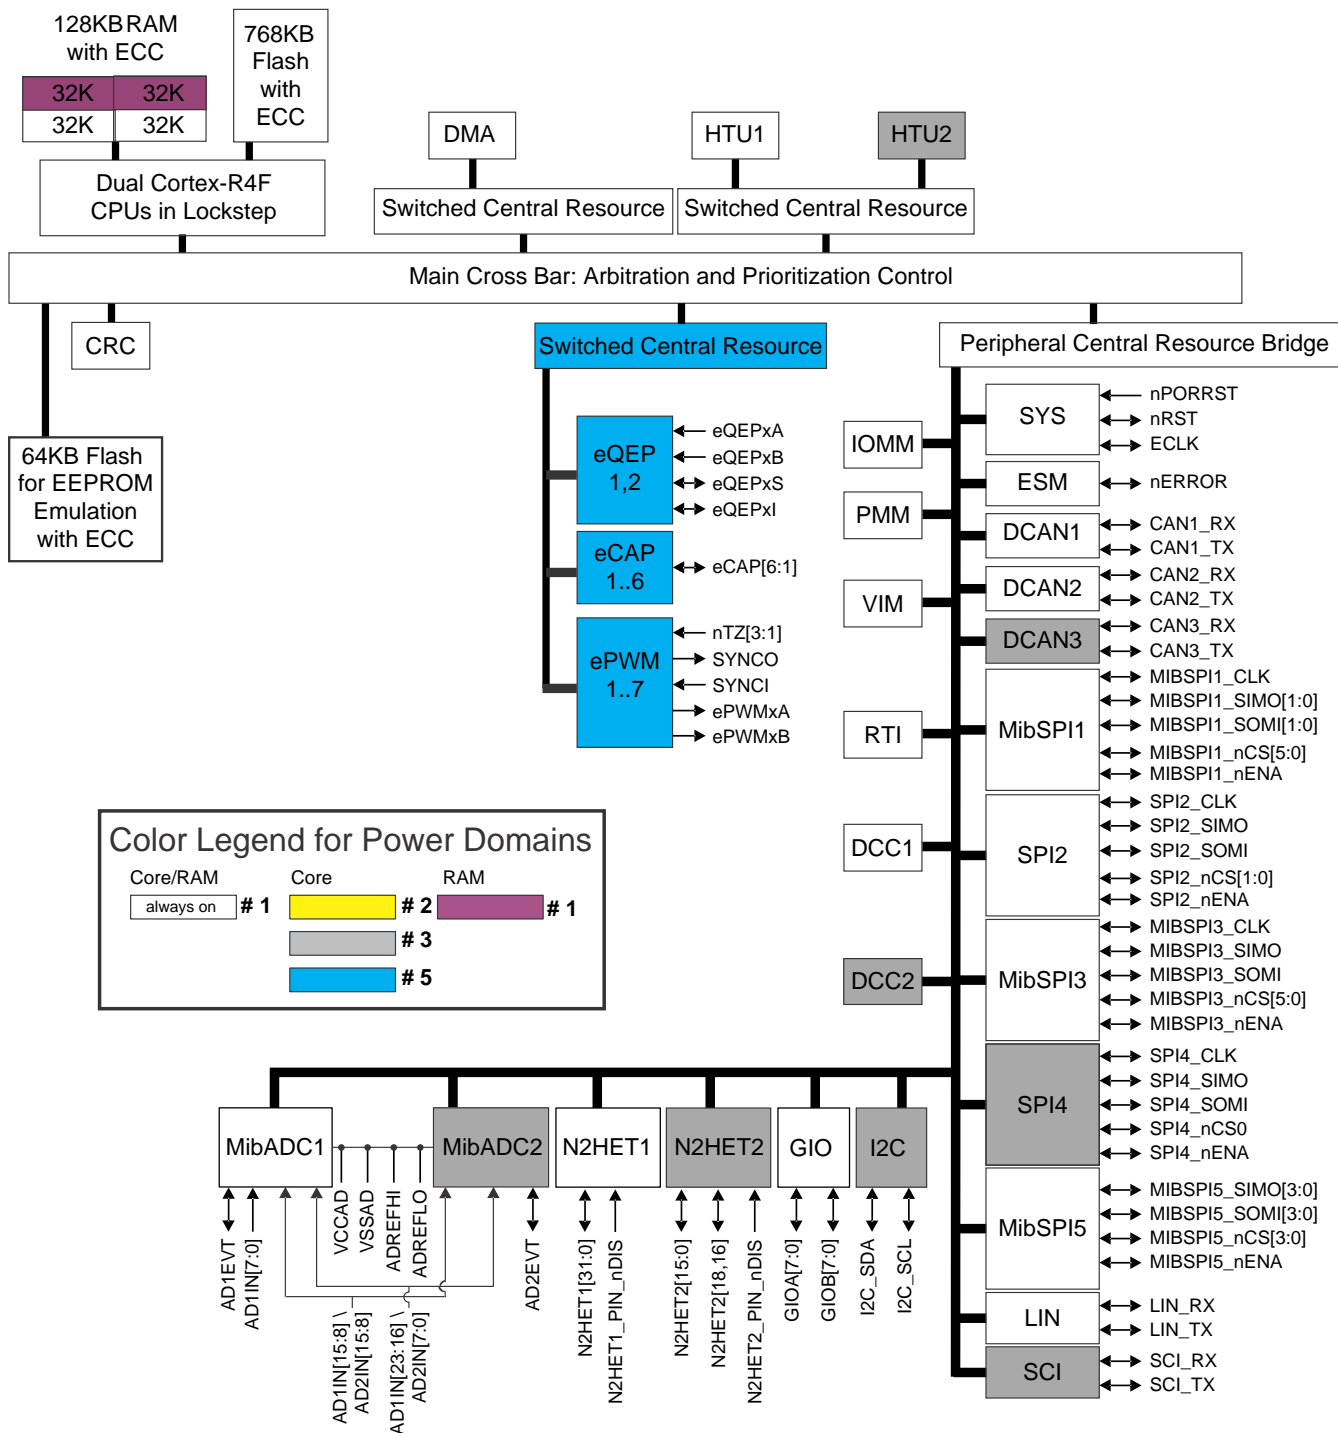 128KB RAM
with ECC
32K 32K
32K 32K
768KB
Flash
with
ECC
DMA
HTU1
HTU2
Dual Cortex-R4F
CPUs in Lockstep
Switched Central Resource
Switched Central Resource
Main Cross Bar: Arbitration and Prioritization Control
CRC
Switched Central Resource
Peripheral Central Resource Bridge
64KB Flash
for EEPROM
Emulation
with ECC
eQEP
1,2
eQEPxA
eQEPxB
eQEPxS
eQEPxI
eCAP
1..6
eCAP[6:1]
ePWM
1..7
nTZ[3:1]
SYNCO
SYNCI
ePWMxA
ePWMxB
IOMM
PMM
VIM
RTI
DCC1
DCC2
SYS
nPORRST
nRST
ECLK
ESM
nERROR
DCAN1
CAN1_RX
CAN1_TX
DCAN2
CAN2_RX
CAN2_TX
DCAN3
CAN3_RX
CAN3_TX
MibSPI1
MIBSPI1_CLK
MIBSPI1_SIMO[1:0]
MIBSPI1_SOMI[1:0]
MIBSPI1_nCS[5:0]
MIBSPI1_nENA
SPI2
SPI2_CLK
SPI2_SIMO
SPI2_SOMI
SPI2_nCS[1:0]
SPI2_nENA
MibSPI3
MIBSPI3_CLK
MIBSPI3_SIMO
MIBSPI3_SOMI
MIBSPI3_nCS[5:0]
MIBSPI3_nENA
SPI4
SPI4_CLK
SPI4_SIMO
SPI4_SOMI
SPI4_nCS0
SPI4_nENA
MibSPI5
MIBSPI5_SIMO[3:0]
MIBSPI5_SOMI[3:0]
MIBSPI5_nCS[3:0]
MIBSPI5_nENA
LIN
LIN_RX
LIN_TX
SCI
SCI_RX
SCI_TX
Color Legend for Power Domains
Core/RAM Core RAM
always on # 1 # 2 # 1
# 3
# 5
MibADC1
MibADC2
N2HET1
N2HET2
GIO
I2C
AD1EVT
AD1IN[7:0]
VCCAD
VSSAD
ADREFHI
ADREFLO
AD1IN[15:8] \
AD2IN[15:8]
AD1IN[23:16] \
AD2IN[7:0]
AD2EVT
N2HET1[31:0]
N2HET1_PIN_nDIS
N2HET2[15:0]
N2HET2[18,16]
N2HET2_PIN_nDIS
GIOA[7:0]
GIOB[7:0]
I2C_SDA
I2C_SCL